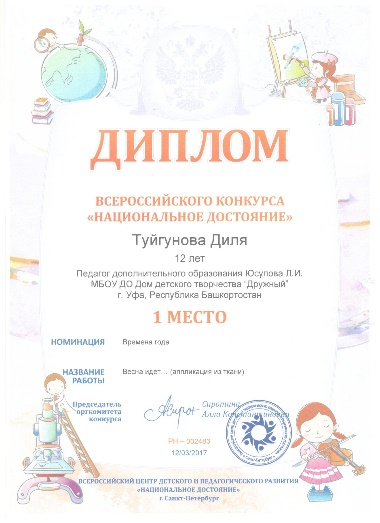 ДИПЛОМ
ВСЕРОССИЙСКОГО КОНКУРСА
«НАЦИОНАЛЬНОЕ ДОСТОЯНИЕ»
Туйгунова Диля
12 лет
Педагог дополнительного образования Юсупова Л.И.
МБОУ ДО Дом детского творчества "Дружный"
г. Уфа, Республика Башкортостан
1 МЕСТО
НОМИНАЦИЯ Времена года
НАЗВАНИЕ
РАБОТЫ Весна идет… (аппликация из ткани)
Председатель
оргкомитета
конкурса
Сиротина
Алла Константиновна
РН – 032483
12/03/2017
ВСЕРОССИЙСКИЙ ЦЕНТР ДЕТСКОГО И ПЕДАГОГИЧЕСКОГО РАЗВИТИЯ
«НАЦИОНАЛЬНОЕ ДОСТОЯНИЕ»
г. Санкт-Петербург